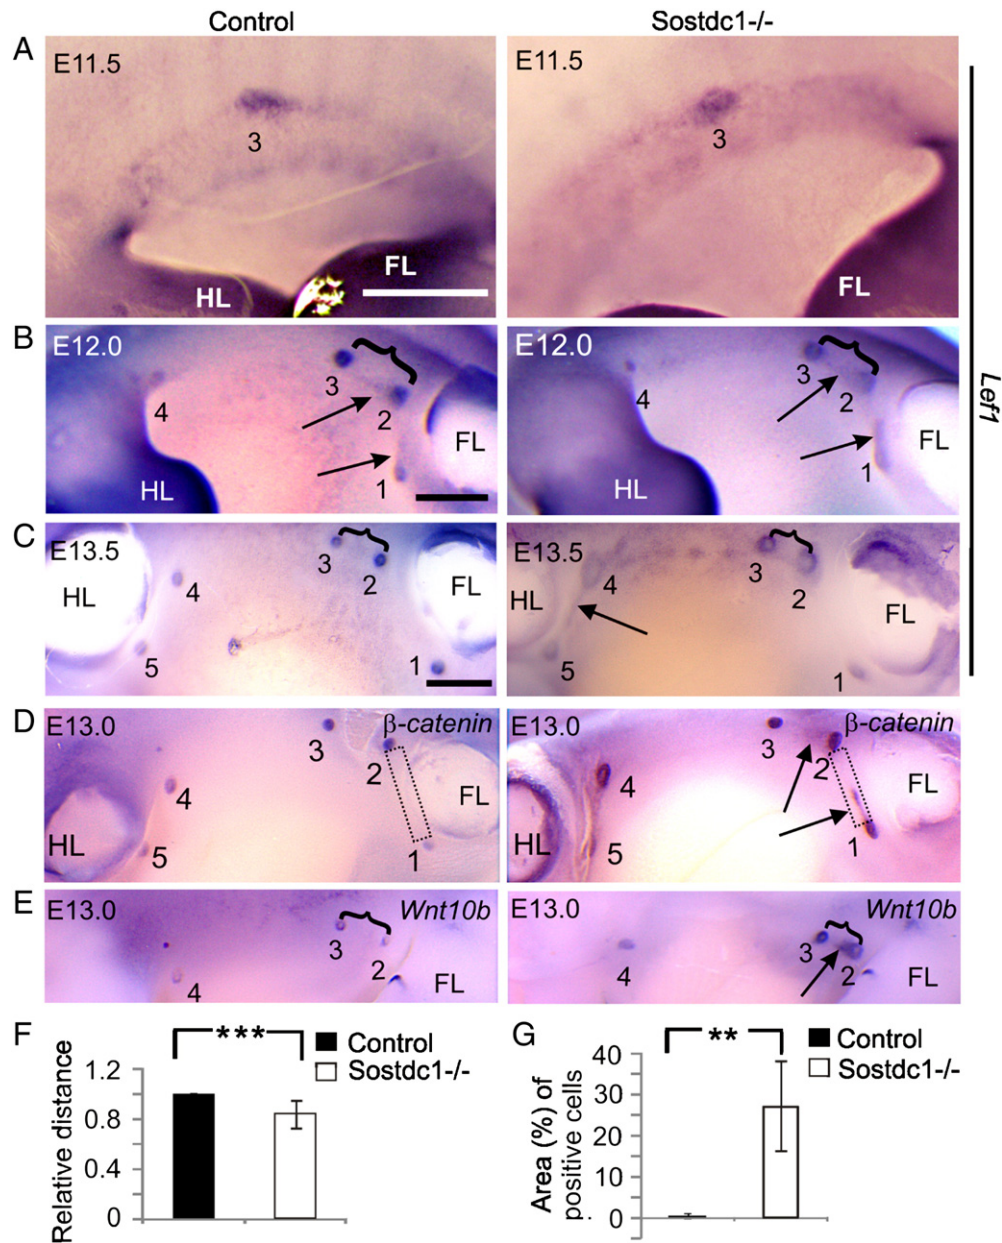 Control
Sostdc1-/-
A
E11.5
3
HL
FL
E11.5
3
FL
Lef1
B
E12.0
3
2
4
1
HL
FL
E12.0
3
2
4
1
HL
FL
C
E13.5
3
2
HL
4
FL
5
1
E13.5
3
HL
4
2
FL
5
1
D
E13.0
β-catenin
3
2
4
FL
HL
5
1
E13.0
β-catenin
3
2
4
FL
HL
5
1
E
E13.0
Wnt10b
3
2
4
FL
E13.0
Wnt10b
3
2
4
FL
F
***
Control
Sostdc1-/-
Relative distance
1.2
0.8
0.4
0
G
**
Control
Sostdc1-/-
Area (%) of
positive cells
40
30
20
10
0